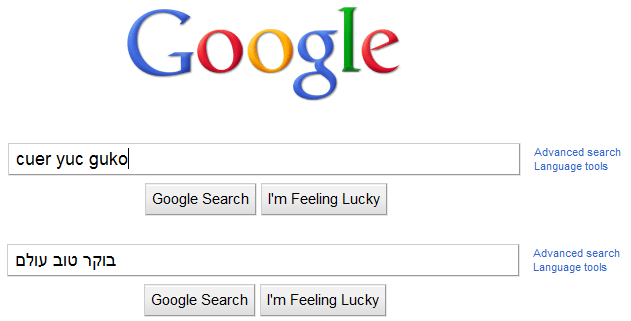 Google
cuer yuc guko
Advanced search
Language tools
Google Search
I'm Feeling Lucky
בוקר טוב עולם
Advanced search
Language tools
Google Search
I'm Feeling Lucky